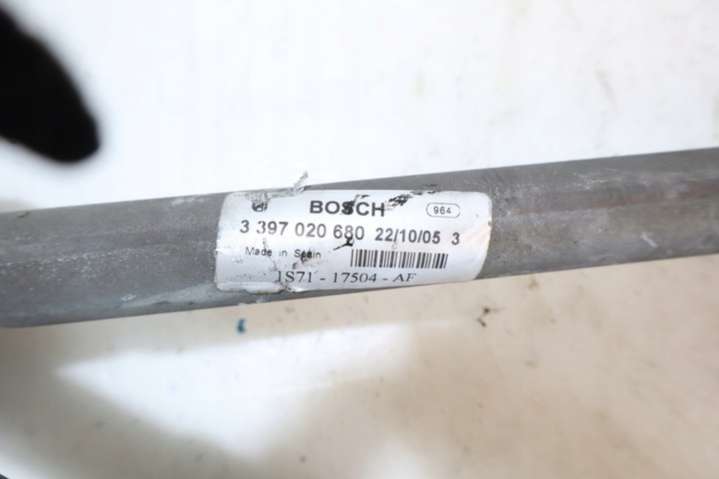 BOSCH 964
3 397 020 680 22/10/05 3
Made in Spain
1S71 - 17504 - AF